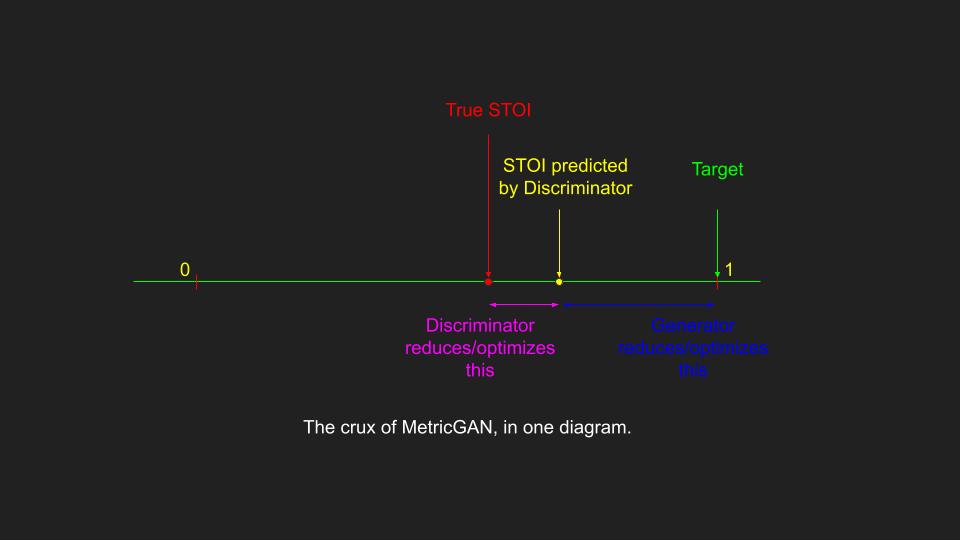 True STOI
STOI predicted
by Discriminator
Target
0
1
Discriminator
reduces/optimizes
this
Generator
reduces/optimizes
this
The crux of MetricGAN, in one diagram.